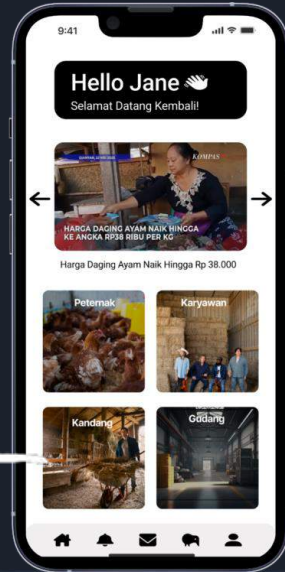 9:41
Hello Jane 👋
Selamat Datang Kembali!
KOMPAS
HARGA DAGING AYAM NAIK HINGGA
KE ANGKA RP38 RIBU PER KG
Harga Daging Ayam Naik Hingga Rp 38.000
Peternak
Karyawan
Kandang
Gudang